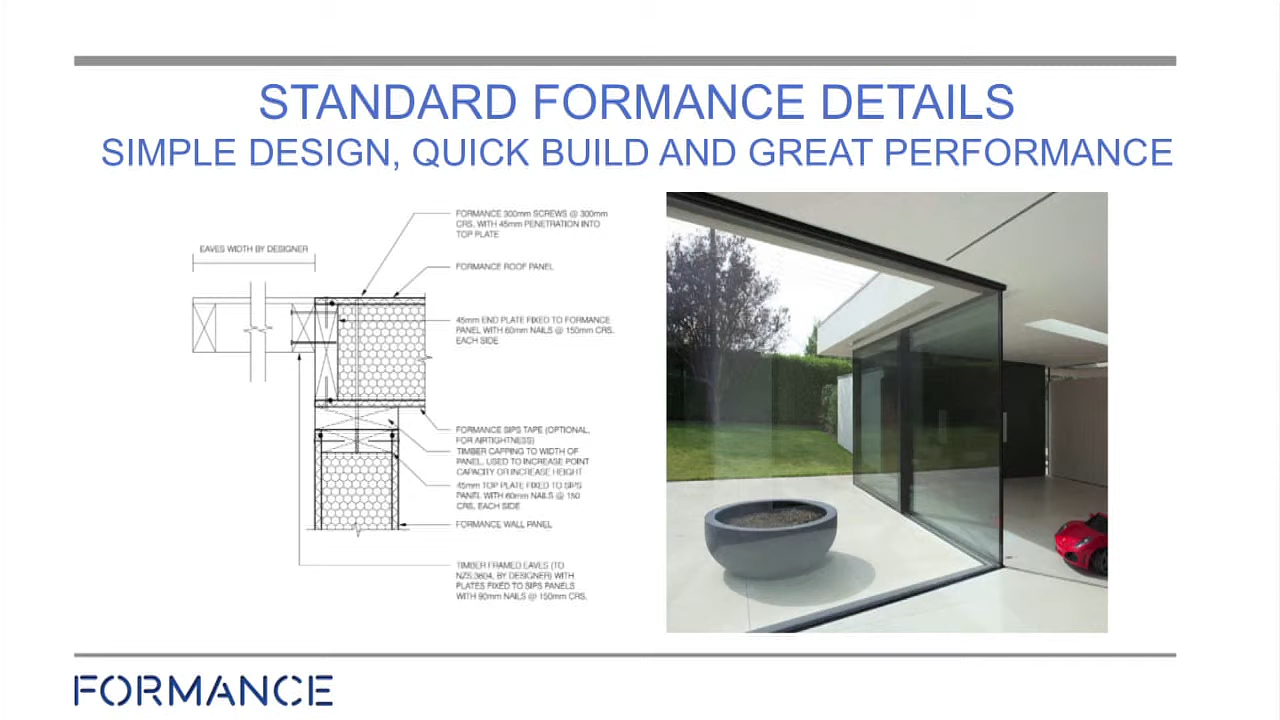 STANDARD FORMANCE DETAILS
SIMPLE DESIGN, QUICK BUILD AND GREAT PERFORMANCE
EAVES WIDTH BY DESIGNER
FORMANCE 300mm SCREWS @ 300mm
CRS, WITH 45mm PENETRATION INTO
TOP PLATE
FORMANCE ROOF PANEL
45mm END PLATE FIXED TO FORMANCE
PANEL WITH 60mm NAILS @ 150mm CRS.
EACH SIDE
FORMANCE SIPS TAPE (OPTIONAL,
FOR AIRTIGHTNESS)
TIMBER CAPPING TO WIDTH OF
PANEL, USED TO INCREASE POINT
CAPACITY OR INCREASE HEIGHT
45mm TOP PLATE FIXED TO SIPS
PANEL WITH 60mm NAILS @ 150
CRS. EACH SIDE
FORMANCE WALL PANEL
TIMBER FRAMED EAVES (TO
NZS:3604, BY DESIGNER) WITH
PLATES FIXED TO SIPS PANELS
WITH 90mm NAILS @ 150mm CRS.
FORMANCE